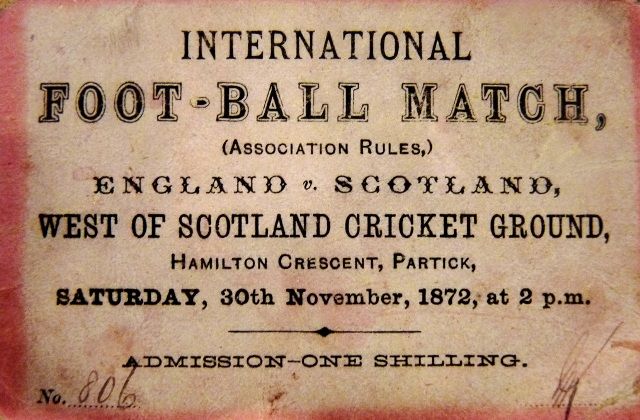 INTERNATIONAL
FOOT-BALL MATCH,
(ASSOCIATION RULES,)
ENGLAND v. SCOTLAND,
WEST OF SCOTLAND CRICKET GROUND,
HAMILTON CRESCENT, PARTICK,
SATURDAY, 30th November, 1872, at 2 p.m.
ADMISSION—ONE SHILLING.
No. 806